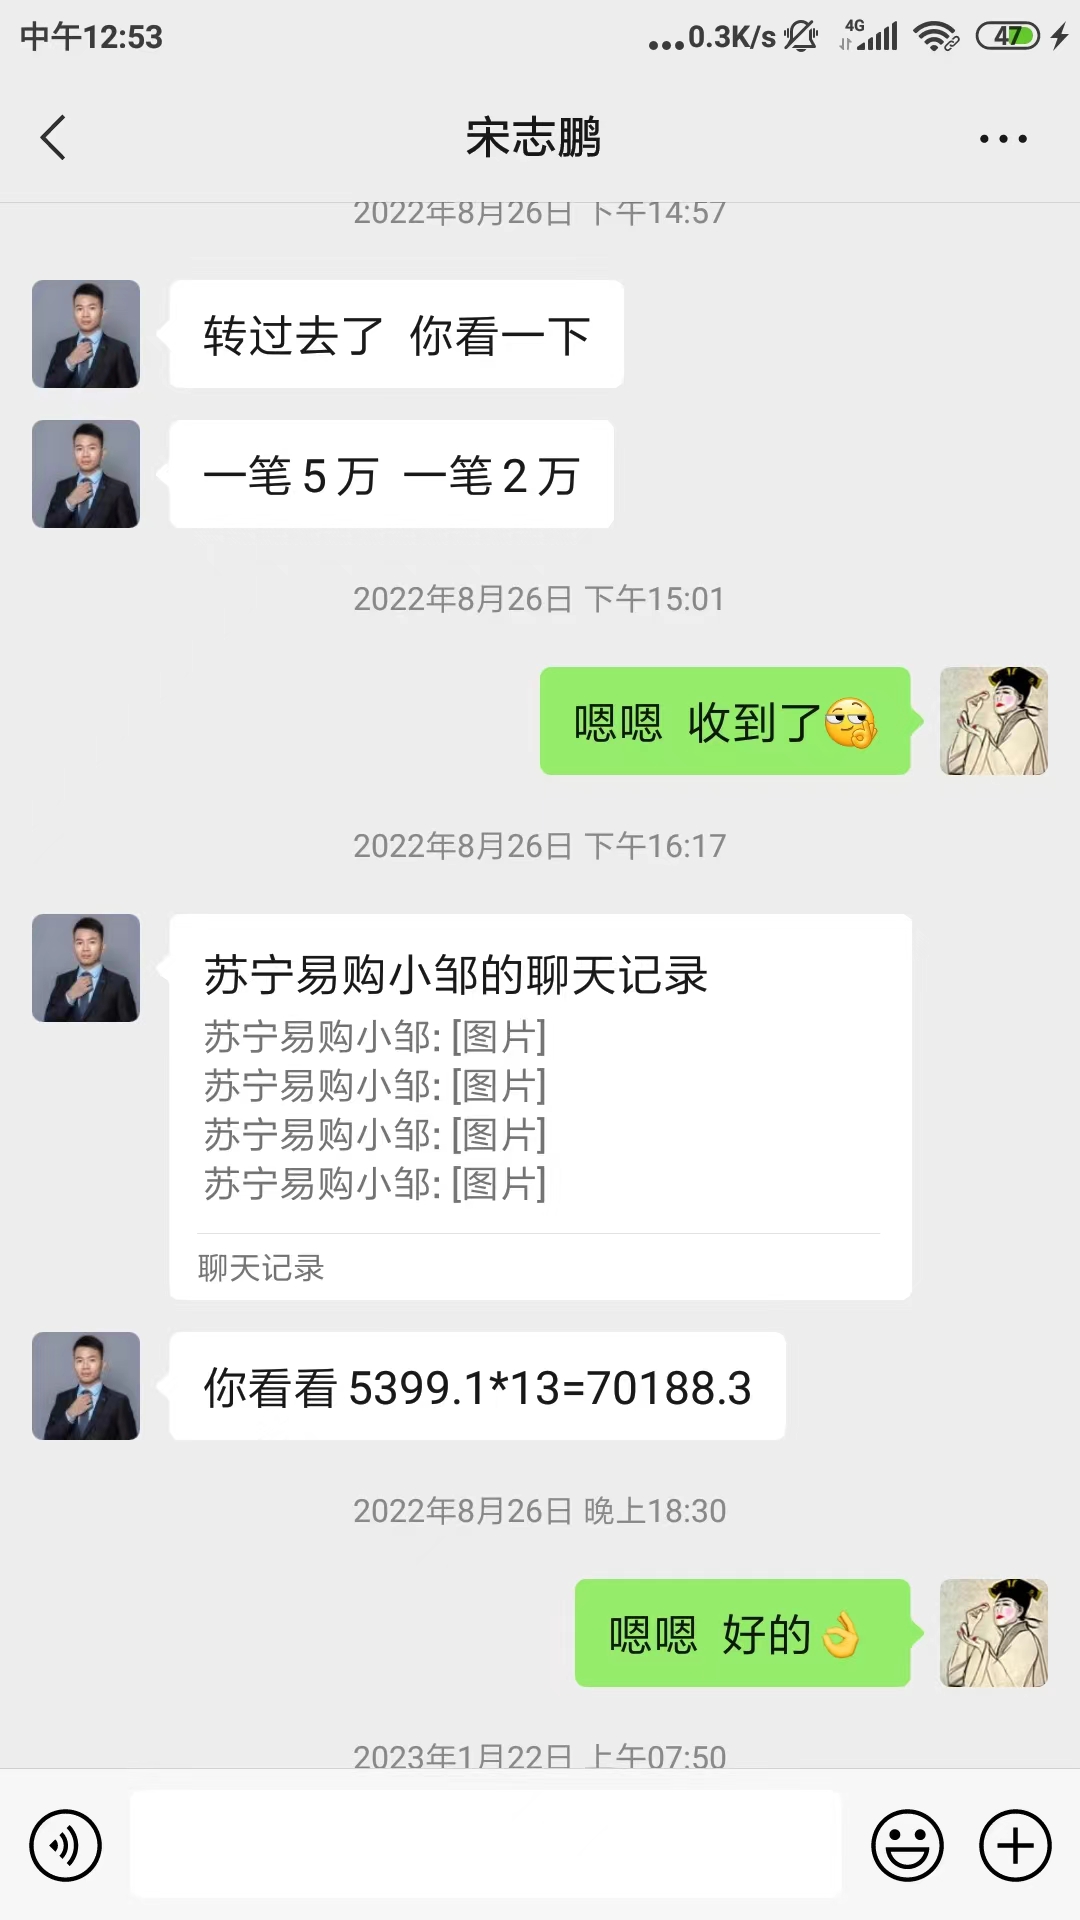 中午12:53
...0.3K/s
4G
47
宋志鹏
2022年8月26日 下午14:57
转过去了 你看一下
一笔5万 一笔2万
2022年8月26日 下午15:01
嗯嗯 收到了
2022年8月26日 下午16:17
苏宁易购小邹的聊天记录
苏宁易购小邹: [图片]
苏宁易购小邹: [图片]
苏宁易购小邹: [图片]
苏宁易购小邹: [图片]
聊天记录
你看看5399.1*13=70188.3
2022年8月26日 晚上18:30
嗯嗯 好的👌
2023年1月22日 上午07:50